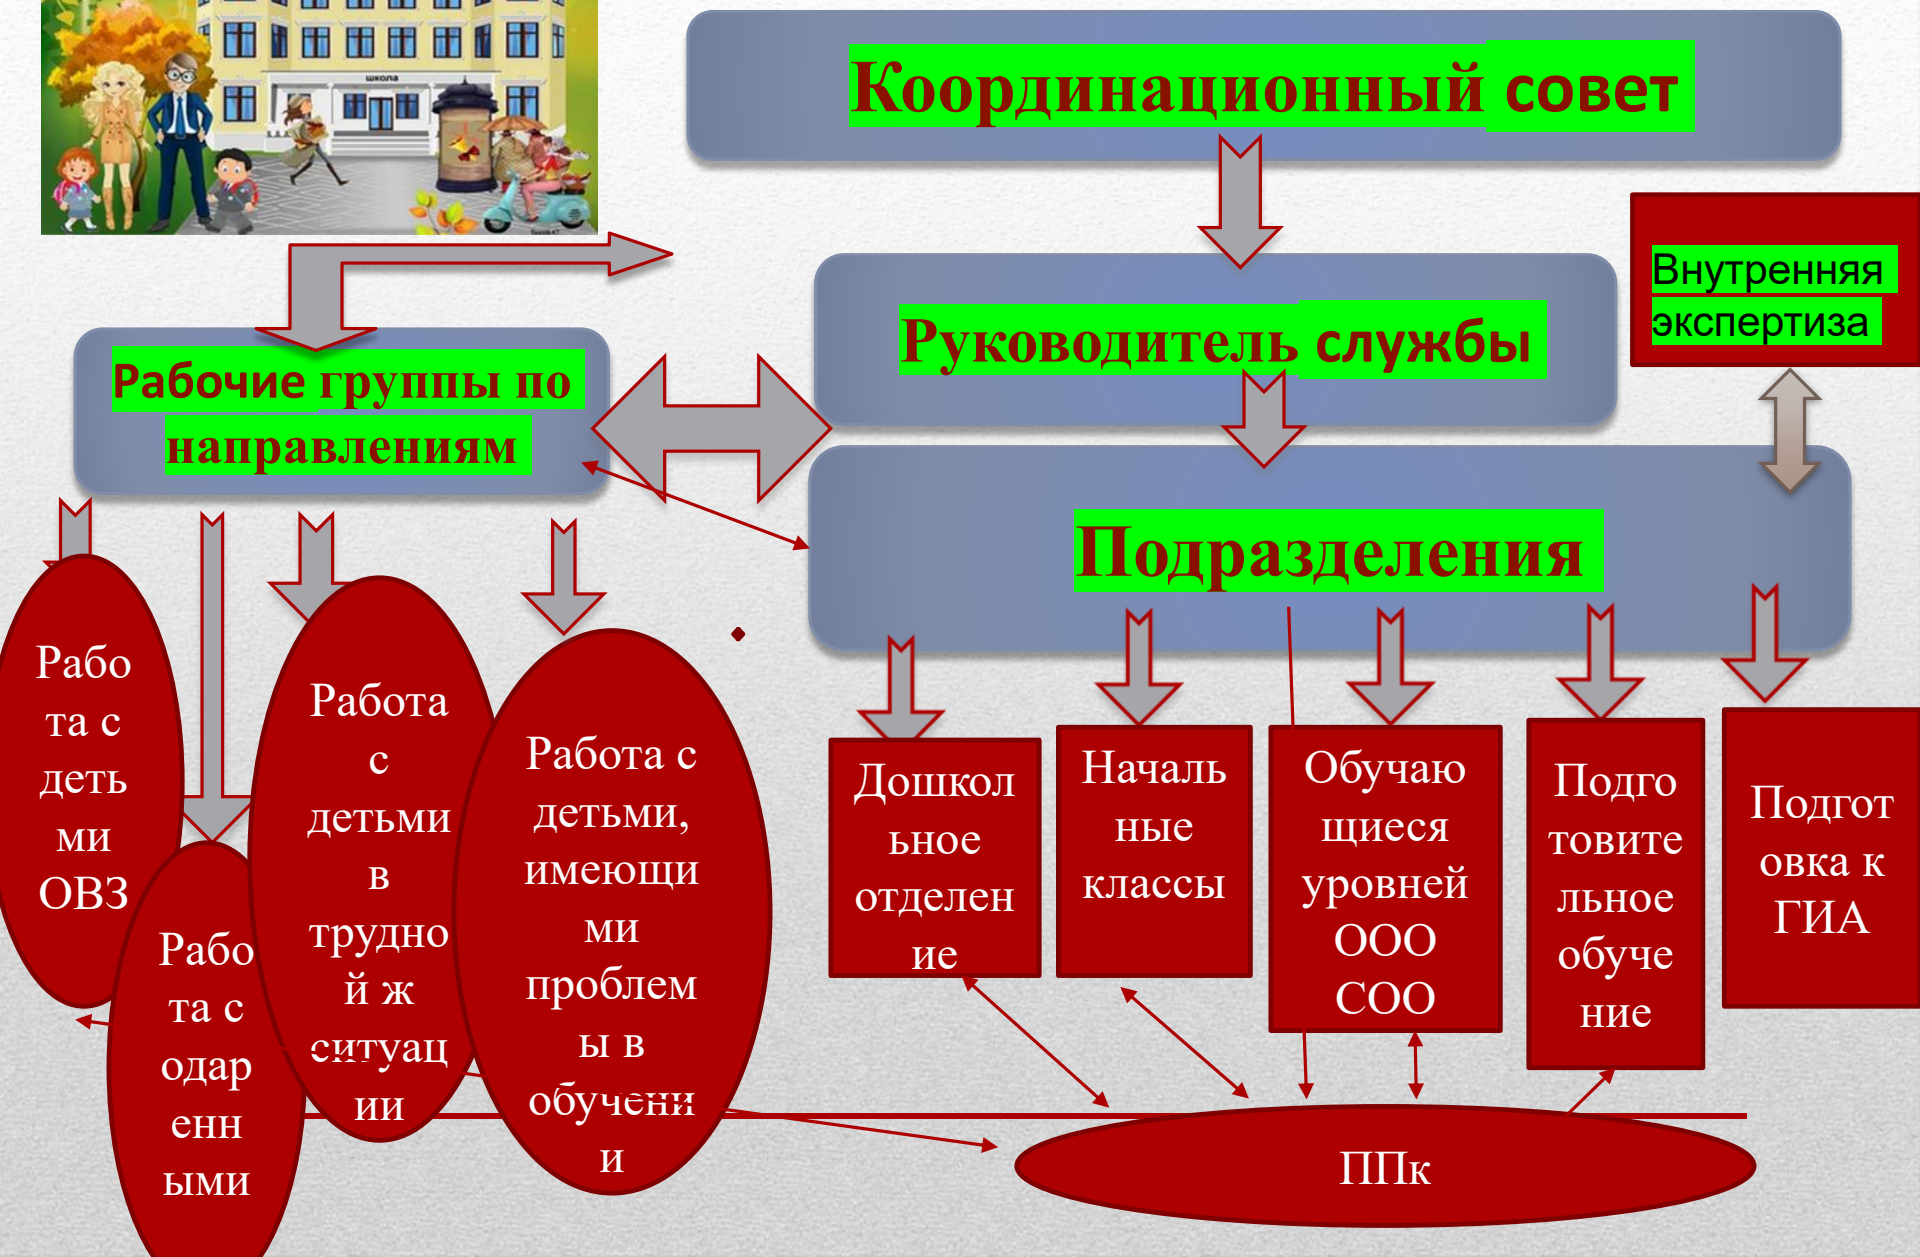 школа
Координационный совет
Внутренняя
экспертиза
Руководитель службы
Рабочие группы по
направлениям
Подразделения
Рабо
та с
деть
ми
ОВЗ
Рабо
та с
одар
енн
ыми
Работа
с
детьми
в
трудно
й ж
ситуац
ии
Работа с
детьми,
имеющи
ми
проблем
ы в
обучени
и
Дошкол
ьное
отделен
ие
Началь
ные
классы
Обучаю
щиеся
уровней
ООО
СОО
Подго
товите
льное
обуче
ние
Подгот
овка к
ГИА
ППк